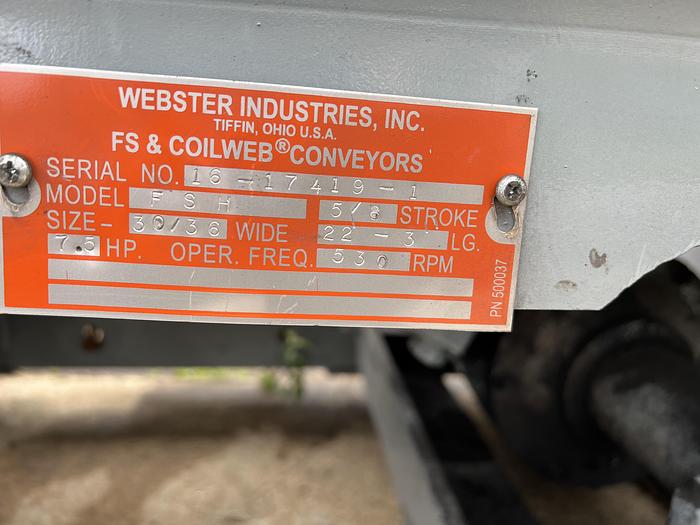 WEBSTER INDUSTRIES, INC.
TIFFIN, OHIO U.S.A.
FS & COILWEB® CONVEYORS
SERIAL NO. 16-17419-1
MODEL FSH 5/8 STROKE
SIZE- 30/36 WIDE 22-3" LG.
7.5 HP. OPER. FREQ. 530 RPM
PN 500037